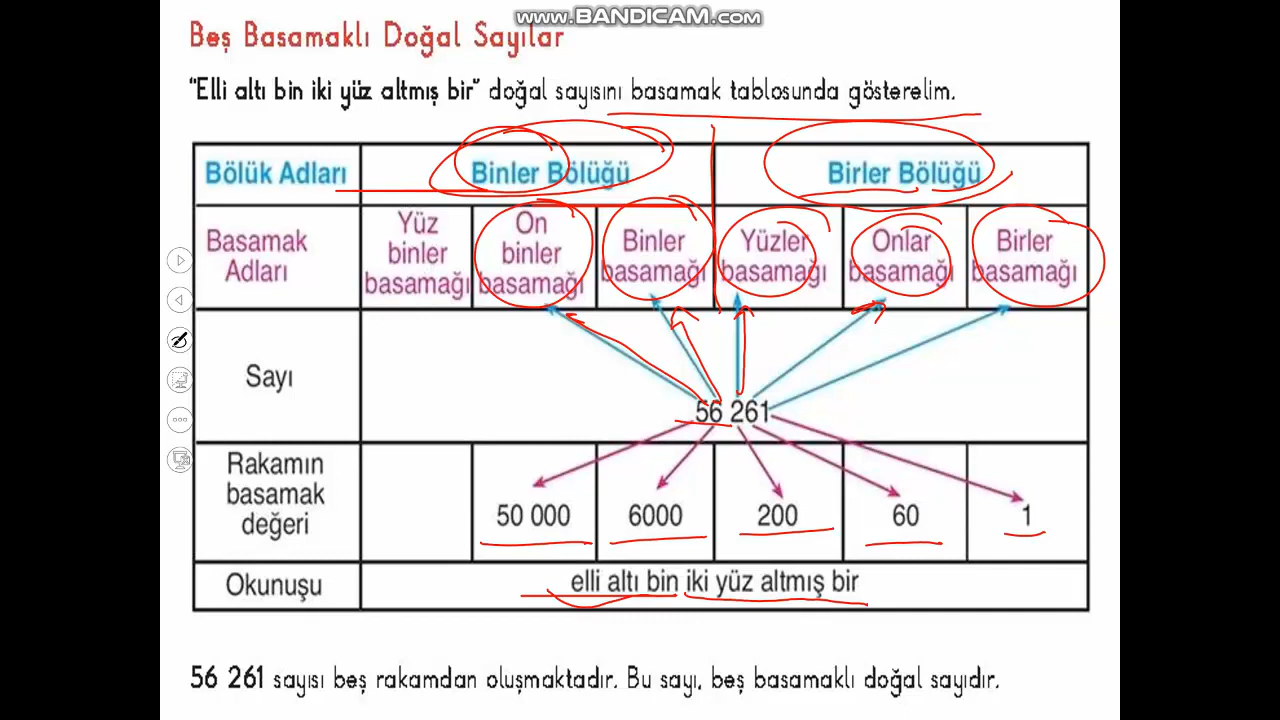 www.BANDICAM.com
Beş Basamaklı Doğal Sayılar
"Elli altı bin iki yüz altmış bir" doğal sayısını basamak tablosunda gösterelim.
Bölük Adları
Binler Bölüğü
Birler Bölüğü
Basamak
Adları
Yüz
binler
basamağı
On
binler
basamağı
Binler
basamağı
Yüzler
basamağı
Onlar
basamağı
Birler
basamağı
Sayı
56 261
Rakamın
basamak
değeri
50 000
6000
200
60
1
Okunuşu
elli altı bin iki yüz altmış bir
56 261 sayısı beş rakamdan oluşmaktadır. Bu sayı, beş basamaklı doğal sayıdır.